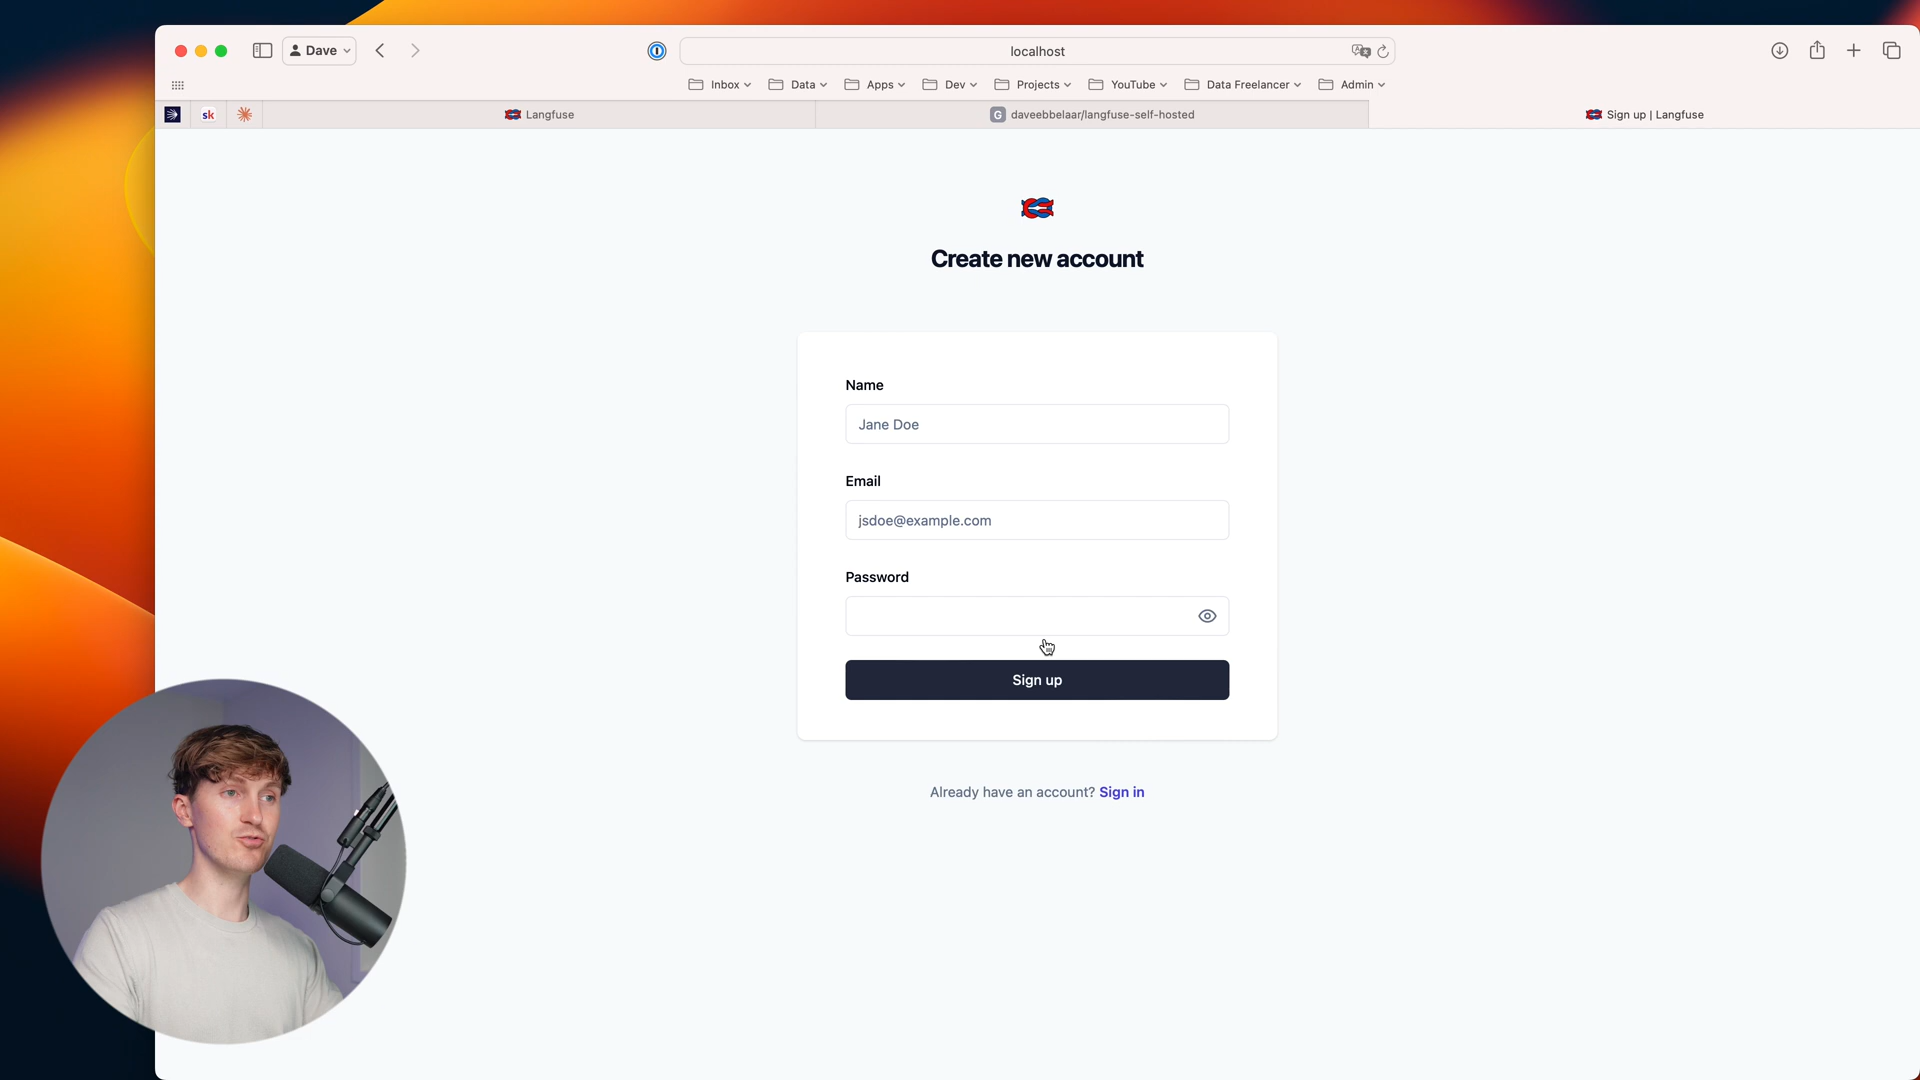 Dave
localhost
Inbox
Data
Apps
Dev
Projects
YouTube
Data Freelancer
Admin
sk
Langfuse
G daveebbelaar/langfuse-self-hosted
Sign up | Langfuse
Create new account
Name
Jane Doe
Email
jsdoe@example.com
Password
Sign up
Already have an account? Sign in